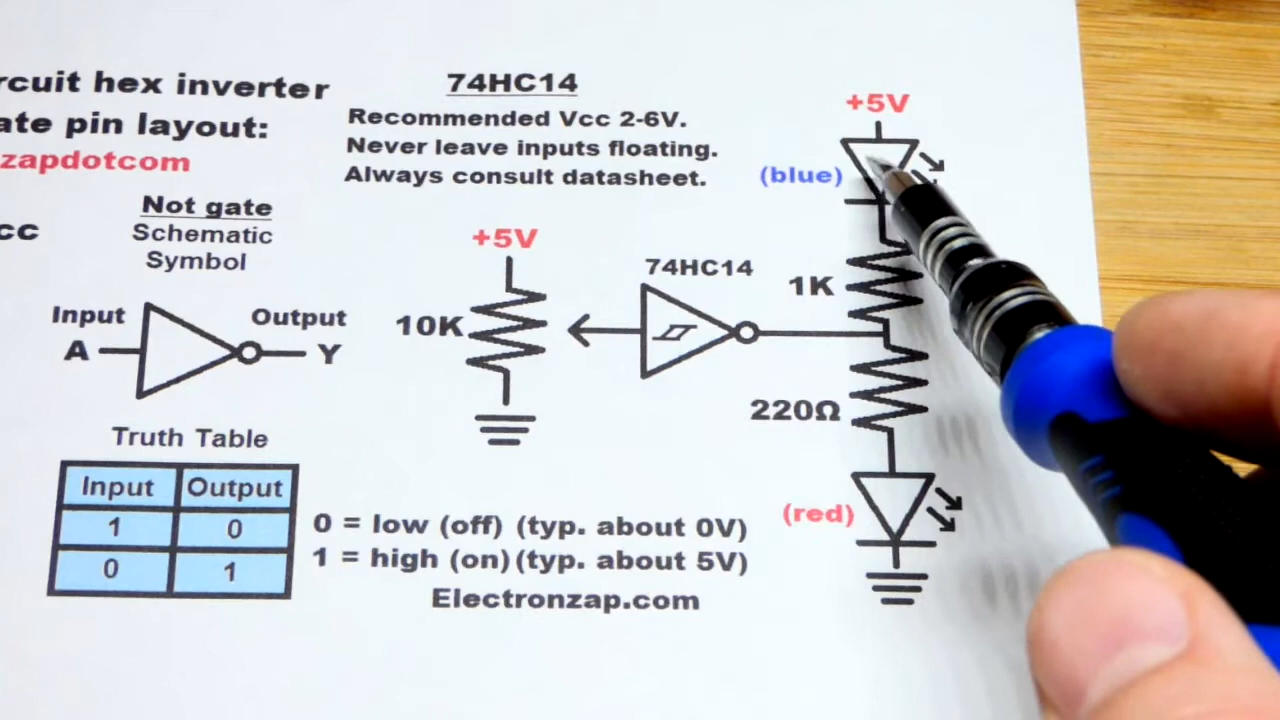 rcuit hex inverter
ate pin layout:
zapdotcom
cc
Not gate
Schematic
Symbol
Input
A
Output
Y
Truth Table
Input Output
1 0
0 1
74HC14
Recommended Vcc 2-6V.
Never leave inputs floating.
Always consult datasheet.
+5V
10K
74HC14
+5V
(blue)
1K
220Ω
(red)
0 = low (off) (typ. about 0V)
1 = high (on) (typ. about 5V)
Electronzap.com